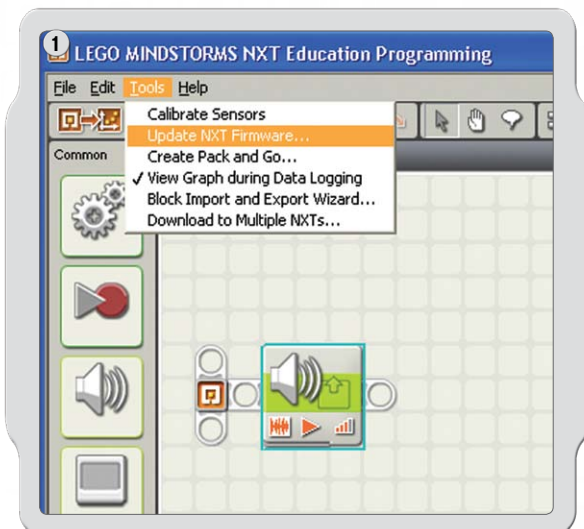 1
LEGO MINDSTORMS NXT Education Programming
File Edit Tools Help
Calibrate Sensors
Update NXT Firmware...
Common
Create Pack and Go...
✓ View Graph during Data Logging
Block Import and Export Wizard...
Download to Multiple NXTs...